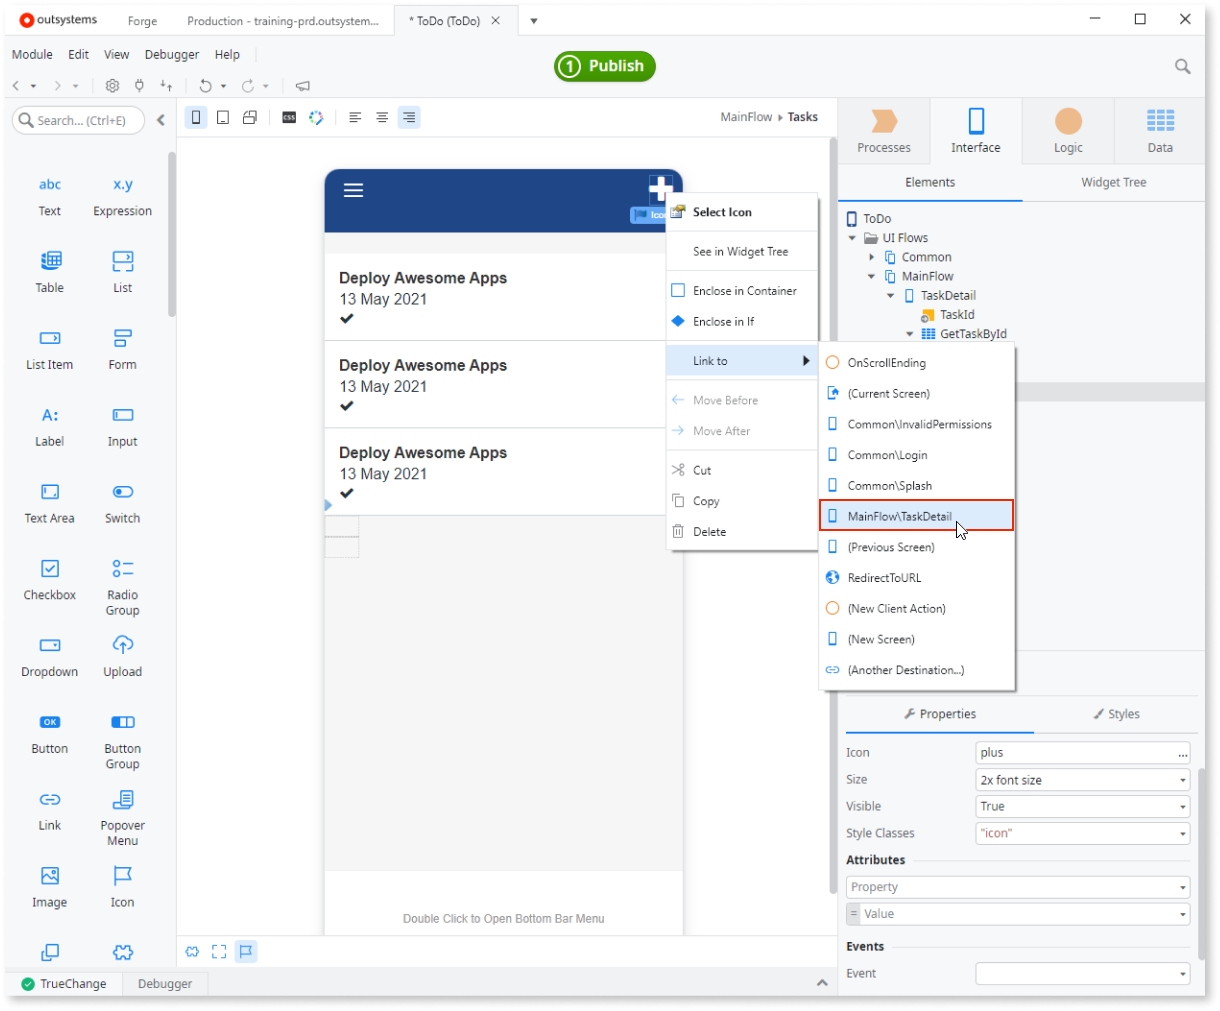 outsystems
Forge
Production - training-prd.outsystem...
* ToDo (ToDo)
Module Edit View Debugger Help
1 Publish
Search... (Ctrl+E)
CSS
MainFlow ▸ Tasks
Processes
Interface
Logic
Data
abc
Text
x.y
Expression
Table
List
List Item
Form
A:
Label
Input
Text Area
Switch
Checkbox
Radio
Group
Dropdown
Upload
OK
Button
Button
Group
Link
Popover
Menu
Image
Icon
Deploy Awesome Apps
13 May 2021
Deploy Awesome Apps
13 May 2021
Deploy Awesome Apps
13 May 2021
Double Click to Open Bottom Bar Menu
Select Icon
See in Widget Tree
Enclose in Container
Enclose in If
Link to
Move Before
Move After
Cut
Copy
Delete
OnScrollEnding
(Current Screen)
Common\InvalidPermissions
Common\Login
Common\Splash
MainFlow\TaskDetail
(Previous Screen)
RedirectToURL
(New Client Action)
(New Screen)
(Another Destination...)
Elements
Widget Tree
ToDo
UI Flows
Common
MainFlow
TaskDetail
TaskId
GetTaskById
Properties
Styles
Icon plus ...
Size 2x font size
Visible True
Style Classes "icon"
Attributes
Property
= Value
Events
Event
TrueChange
Debugger